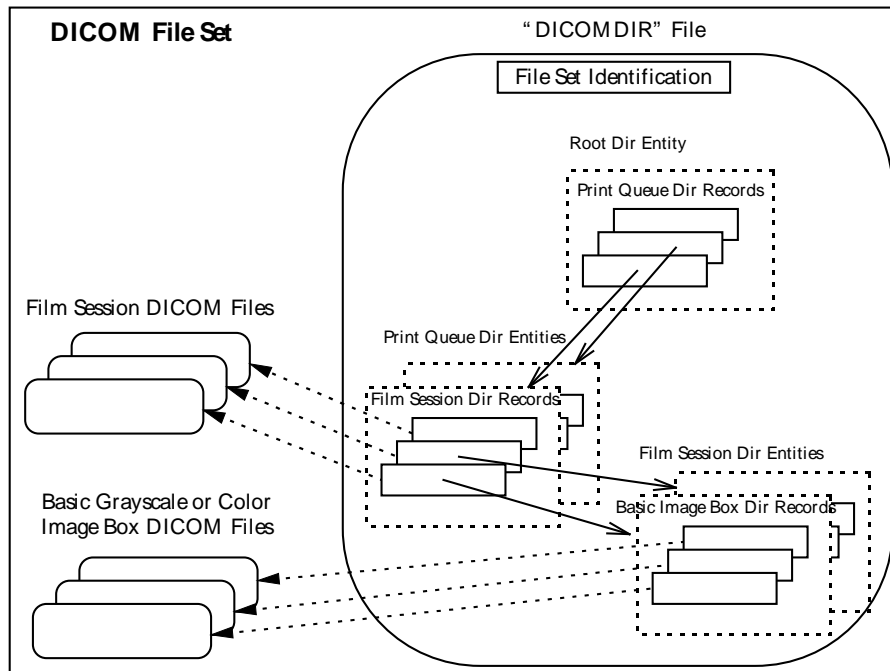 DICOM File Set
“DICOMDIR” File
File Set Identification
Root Dir Entity
Print Queue Dir Records
Film Session DICOM Files
Print Queue Dir Entities
Film Session Dir Records
Film Session Dir Entities
Basic Grayscale or Color
Image Box DICOM Files
Basic Image Box Dir Records